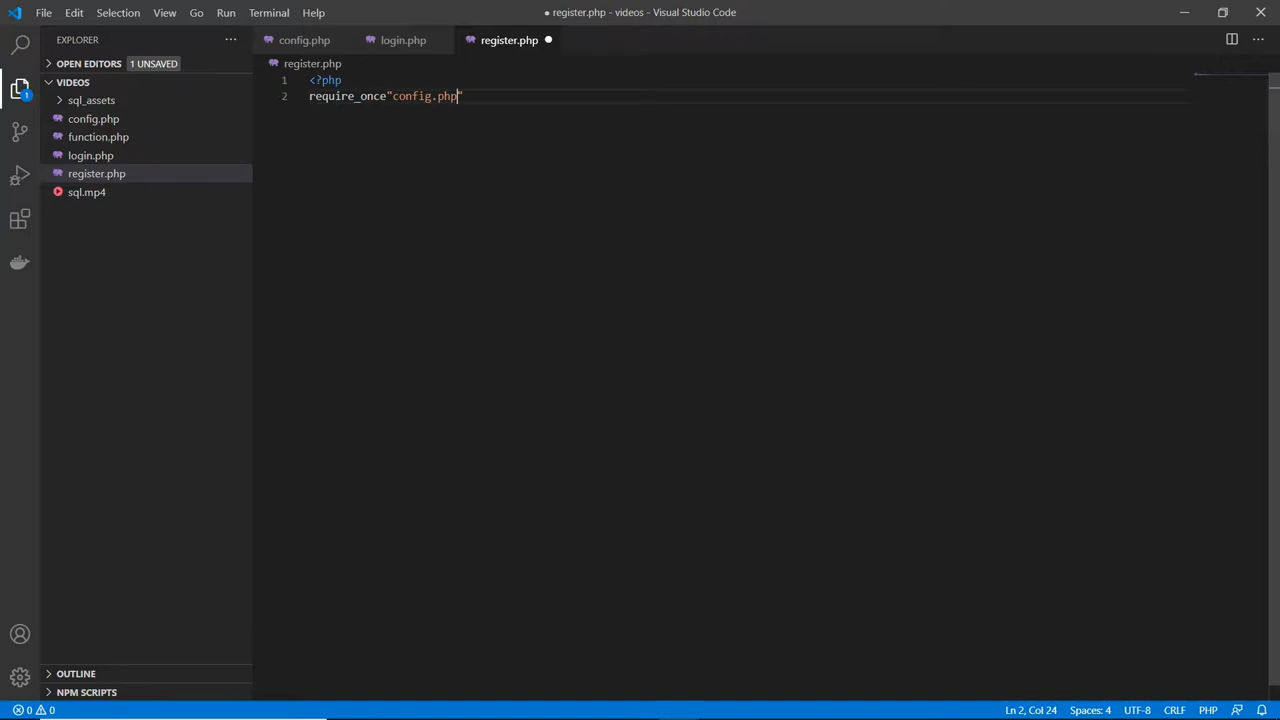 File Edit Selection View Go Run Terminal Help
● register.php - videos - Visual Studio Code
EXPLORER
config.php login.php register.php
OPEN EDITORS 1 UNSAVED
register.php
VIDEOS
1 <?php
sql_assets
2 require_once"config.php"
1
config.php
function.php
login.php
register.php
sql.mp4
OUTLINE
NPM SCRIPTS
0 0 Ln 2, Col 24 Spaces: 4 UTF-8 CRLF PHP